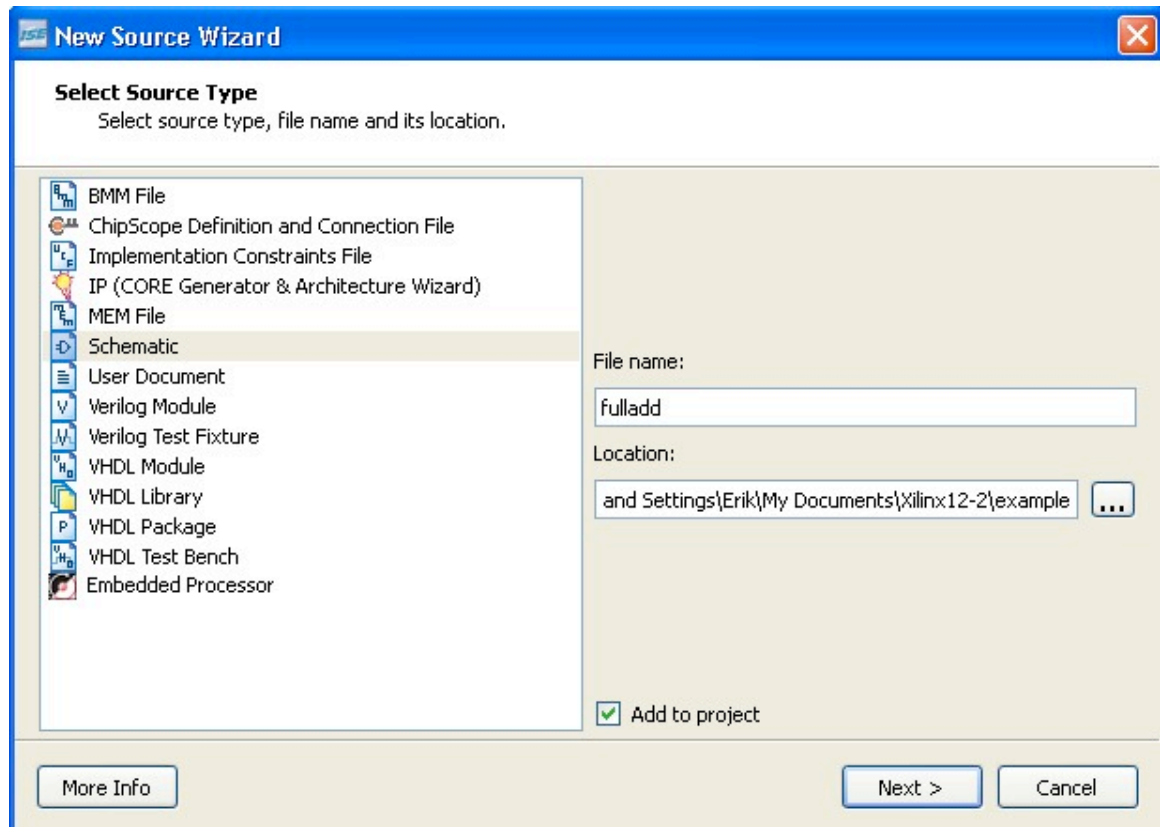 ISE New Source Wizard
Select Source Type
Select source type, file name and its location.
BMM File
ChipScope Definition and Connection File
Implementation Constraints File
IP (CORE Generator & Architecture Wizard)
MEM File
Schematic
User Document
Verilog Module
Verilog Test Fixture
VHDL Module
VHDL Library
VHDL Package
VHDL Test Bench
Embedded Processor
File name:
fulladd
Location:
and Settings\Erik\My Documents\Xilinx12-2\example
...
Add to project
More Info
Next >
Cancel